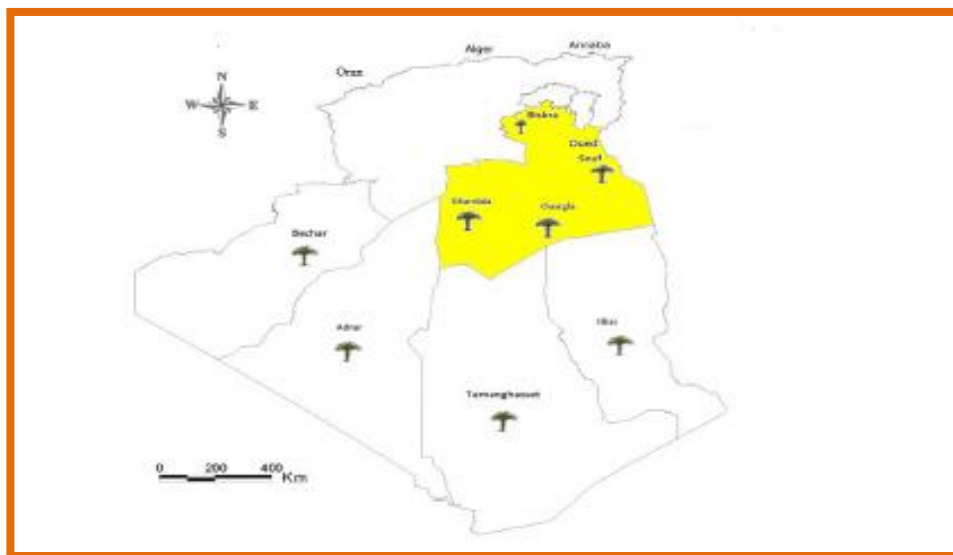 Alger
Annaba
Oran
N
W E
S
Biskra
Oued
Souf
Ghardaia
Ouargla
Bechar
Adrar
Illizi
Tamanghasset
0 200 400
Km